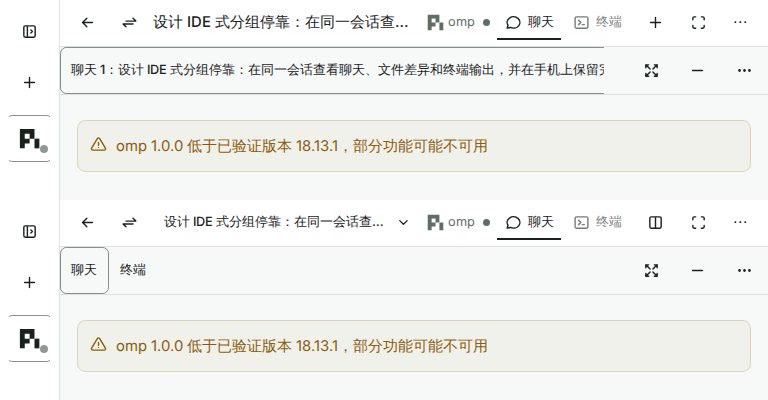 设计 IDE 式分组停靠：在同一会话查... omp 聊天 终端
聊天 1：设计 IDE 式分组停靠：在同一会话查看聊天、文件差异和终端输出，并在手机上保留
omp 1.0.0 低于已验证版本 18.13.1，部分功能可能不可用
设计 IDE 式分组停靠：在同一会话查... omp 聊天 终端
聊天 终端
omp 1.0.0 低于已验证版本 18.13.1，部分功能可能不可用